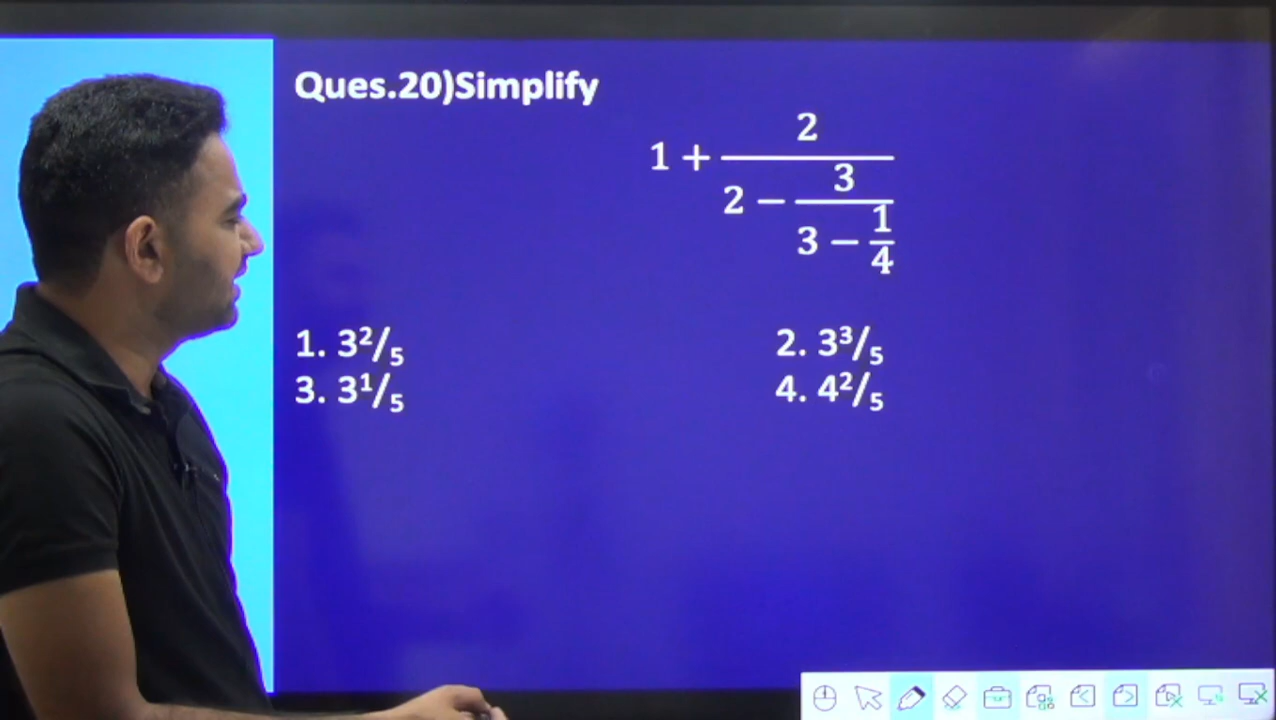 Ques.20)Simplify
1 + 2 / (2 − 3 / (3 − 1/4))
1. 3²/₅
2. 3³/₅
3. 3¹/₅
4. 4²/₅